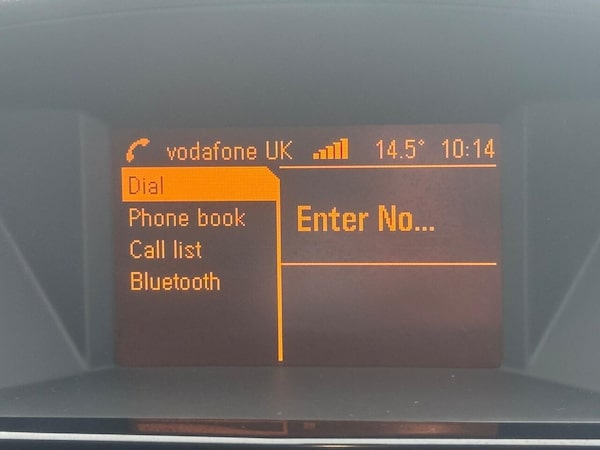 vodafone UK 14.5° 10:14
Dial
Phone book
Call list
Bluetooth
Enter No...